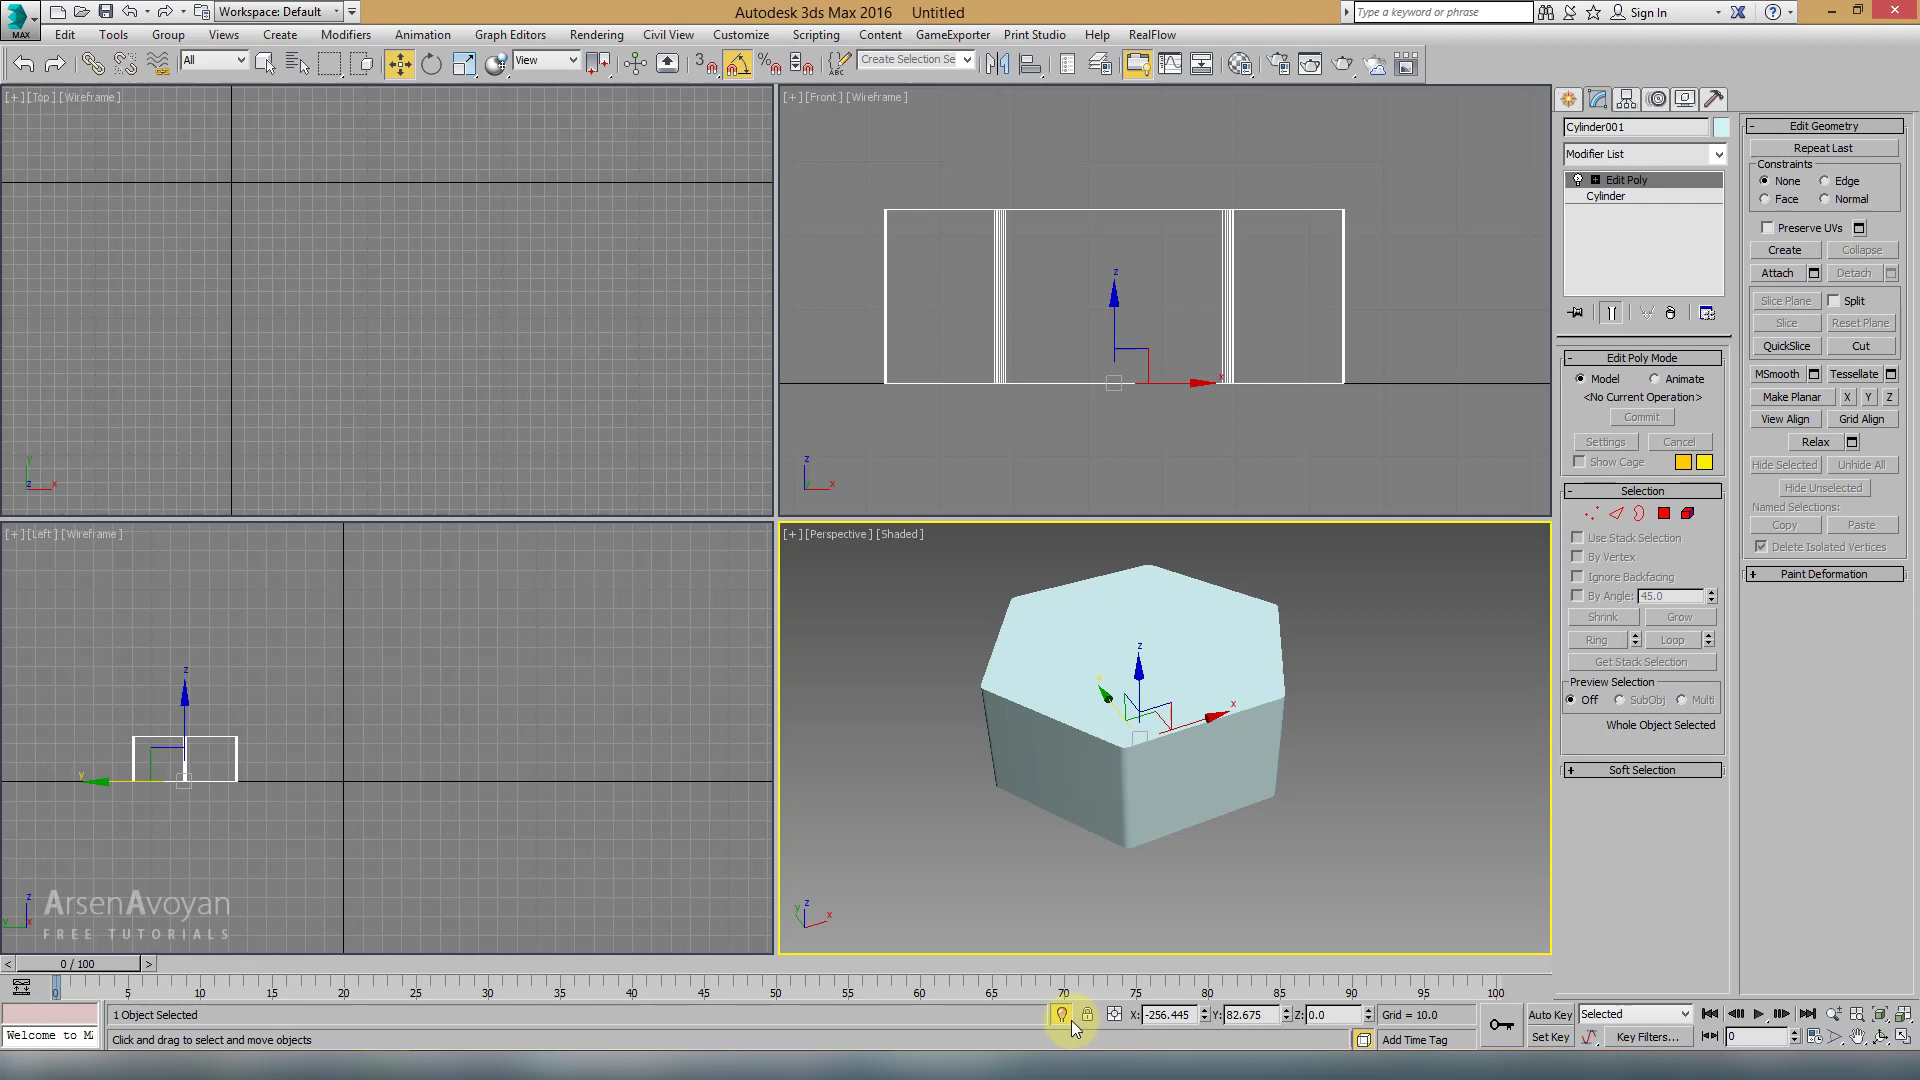 MAX
Workspace: Default
Autodesk 3ds Max 2016 Untitled
Type a keyword or phrase
Sign In
Edit Tools Group Views Create Modifiers Animation Graph Editors Rendering Civil View Customize Scripting Content GameExporter Print Studio Help RealFlow
All
View
3
ABC
Create Selection Se
[+] [Top] [Wireframe]
[+] [Front] [Wireframe]
z
x
y
z
x
z
y
x
[+] [Left] [Wireframe]
[+] [Perspective] [Shaded]
z
y
z
y
x
z
y
x
z
y
x
ArsenAvoyan
FREE TUTORIALS
Cylinder001
Modifier List
Edit Poly
Cylinder
Edit Poly Mode
Model Animate
<No Current Operation>
Commit
Settings Cancel
Show Cage
Selection
Use Stack Selection
By Vertex
Ignore Backfacing
By Angle: 45.0
Shrink Grow
Ring Loop
Get Stack Selection
Preview Selection
Off SubObj Multi
Whole Object Selected
Soft Selection
Edit Geometry
Repeat Last
Constraints
None Edge
Face Normal
Preserve UVs
Create Collapse
Attach Detach
Slice Plane Split
Slice Reset Plane
QuickSlice Cut
MSmooth Tessellate
Make Planar X Y Z
View Align Grid Align
Relax
Hide Selected Unhide All
Hide Unselected
Named Selections:
Copy Paste
Delete Isolated Vertices
Paint Deformation
< 0 / 100 >
0 5 10 15 20 25 30 35 40 45 50 55 60 65 70 75 80 85 90 95 100
1 Object Selected
X: -256.445 Y: 82.675 Z: 0.0 Grid = 10.0
Auto Key Selected
Welcome to M
Click and drag to select and move objects
Add Time Tag
Set Key Key Filters... 0